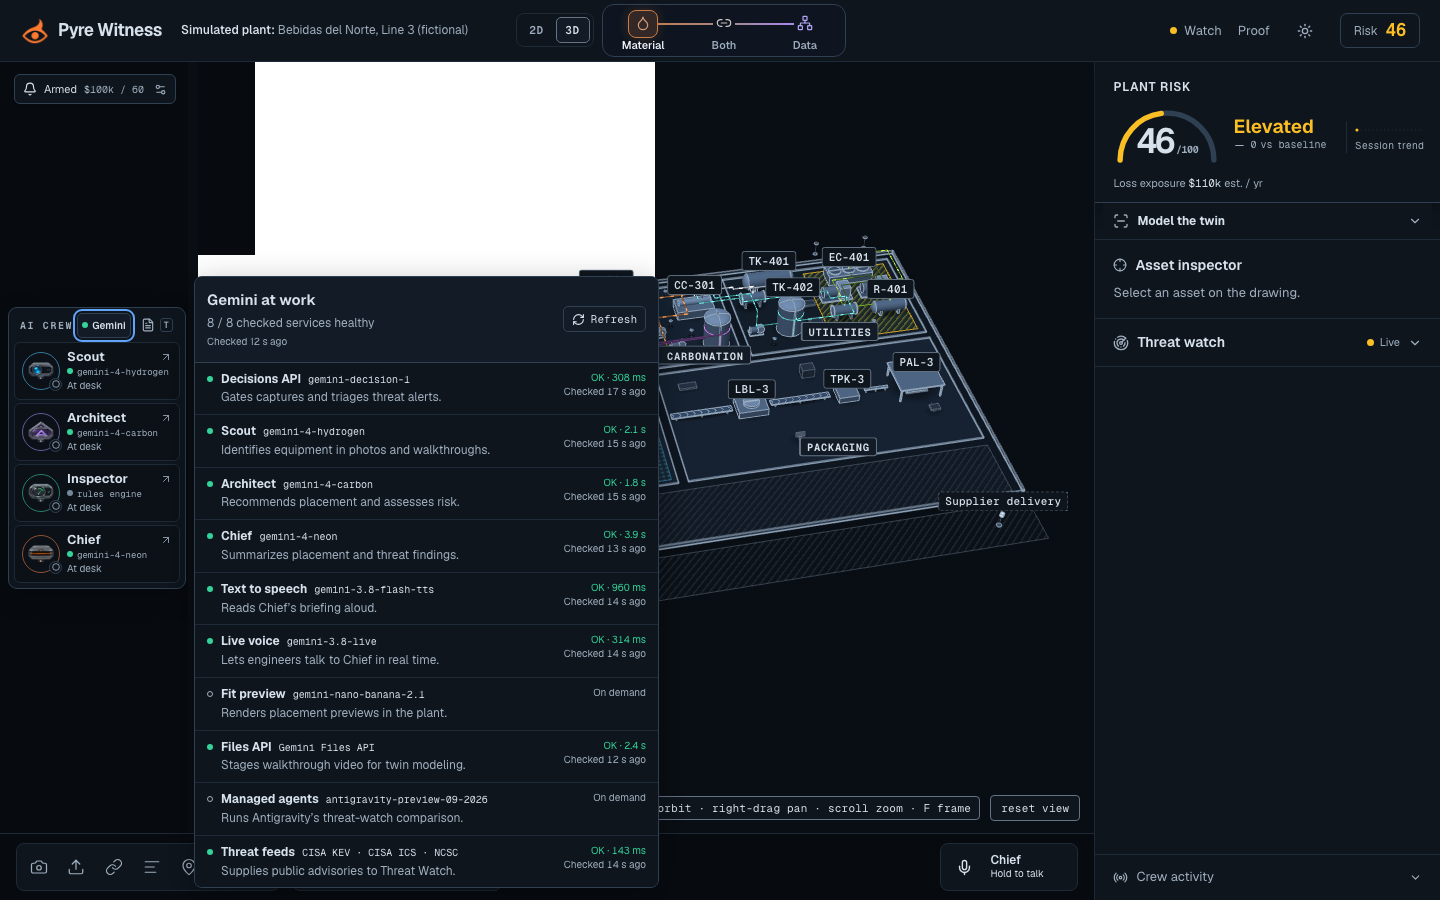 Pyre Witness
Simulated plant: Bebidas del Norte, Line 3 (fictional)
2D 3D
Material Both Data
Watch Proof
Risk 46
Armed $100k / 60
AI CREW Gemini T
Scout
gemini-4-hydrogen
At desk
Architect
gemini-4-carbon
At desk
Inspector
rules engine
At desk
Chief
gemini-4-neon
At desk
Gemini at work
8 / 8 checked services healthy
Checked 12 s ago
Refresh
Decisions API gemini-decision-1 OK · 308 ms
Gates captures and triages threat alerts. Checked 17 s ago
Scout gemini-4-hydrogen OK · 2.1 s
Identifies equipment in photos and walkthroughs. Checked 15 s ago
Architect gemini-4-carbon OK · 1.8 s
Recommends placement and assesses risk. Checked 15 s ago
Chief gemini-4-neon OK · 3.9 s
Summarizes placement and threat findings. Checked 13 s ago
Text to speech gemini-3.8-flash-tts OK · 960 ms
Reads Chief's briefing aloud. Checked 14 s ago
Live voice gemini-3.8-live OK · 314 ms
Lets engineers talk to Chief in real time. Checked 14 s ago
Fit preview gemini-nano-banana-2.1 On demand
Renders placement previews in the plant.
Files API Gemini Files API OK · 2.4 s
Stages walkthrough video for twin modeling. Checked 12 s ago
Managed agents antigravity-preview-09-2026 On demand
Runs Antigravity's threat-watch comparison.
Threat feeds CISA KEV · CISA ICS · NCSC OK · 143 ms
Supplies public advisories to Threat Watch. Checked 14 s ago
TK-401
EC-401
CC-301
TK-402
R-401
UTILITIES
CARBONATION
PAL-3
TPK-3
LBL-3
PACKAGING
Supplier delivery
orbit · right-drag pan · scroll zoom · F frame
reset view
Chief
Hold to talk
PLANT RISK
46 /100
Elevated
— 0 vs baseline
Session trend
Loss exposure $110k est. / yr
Model the twin
Asset inspector
Select an asset on the drawing.
Threat watch
Live
Crew activity